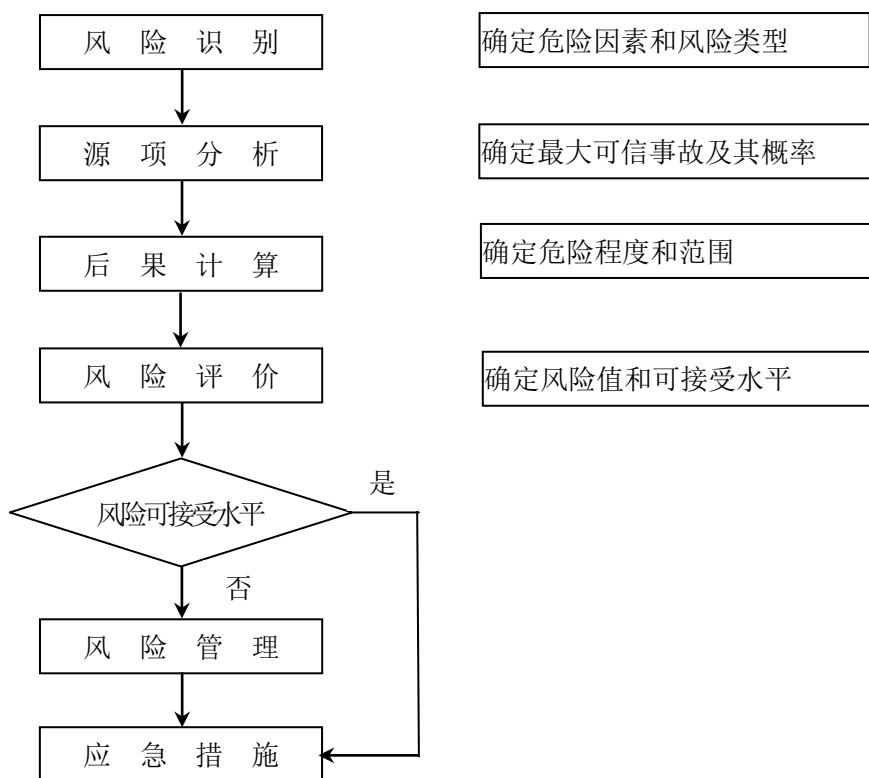 风险识别
确定危险因素和风险类型
源项分析
确定最大可信事故及其概率
后果计算
确定危险程度和范围
风险评价
确定风险值和可接受水平
是
风险可接受水平
否
风险管理
应急措施